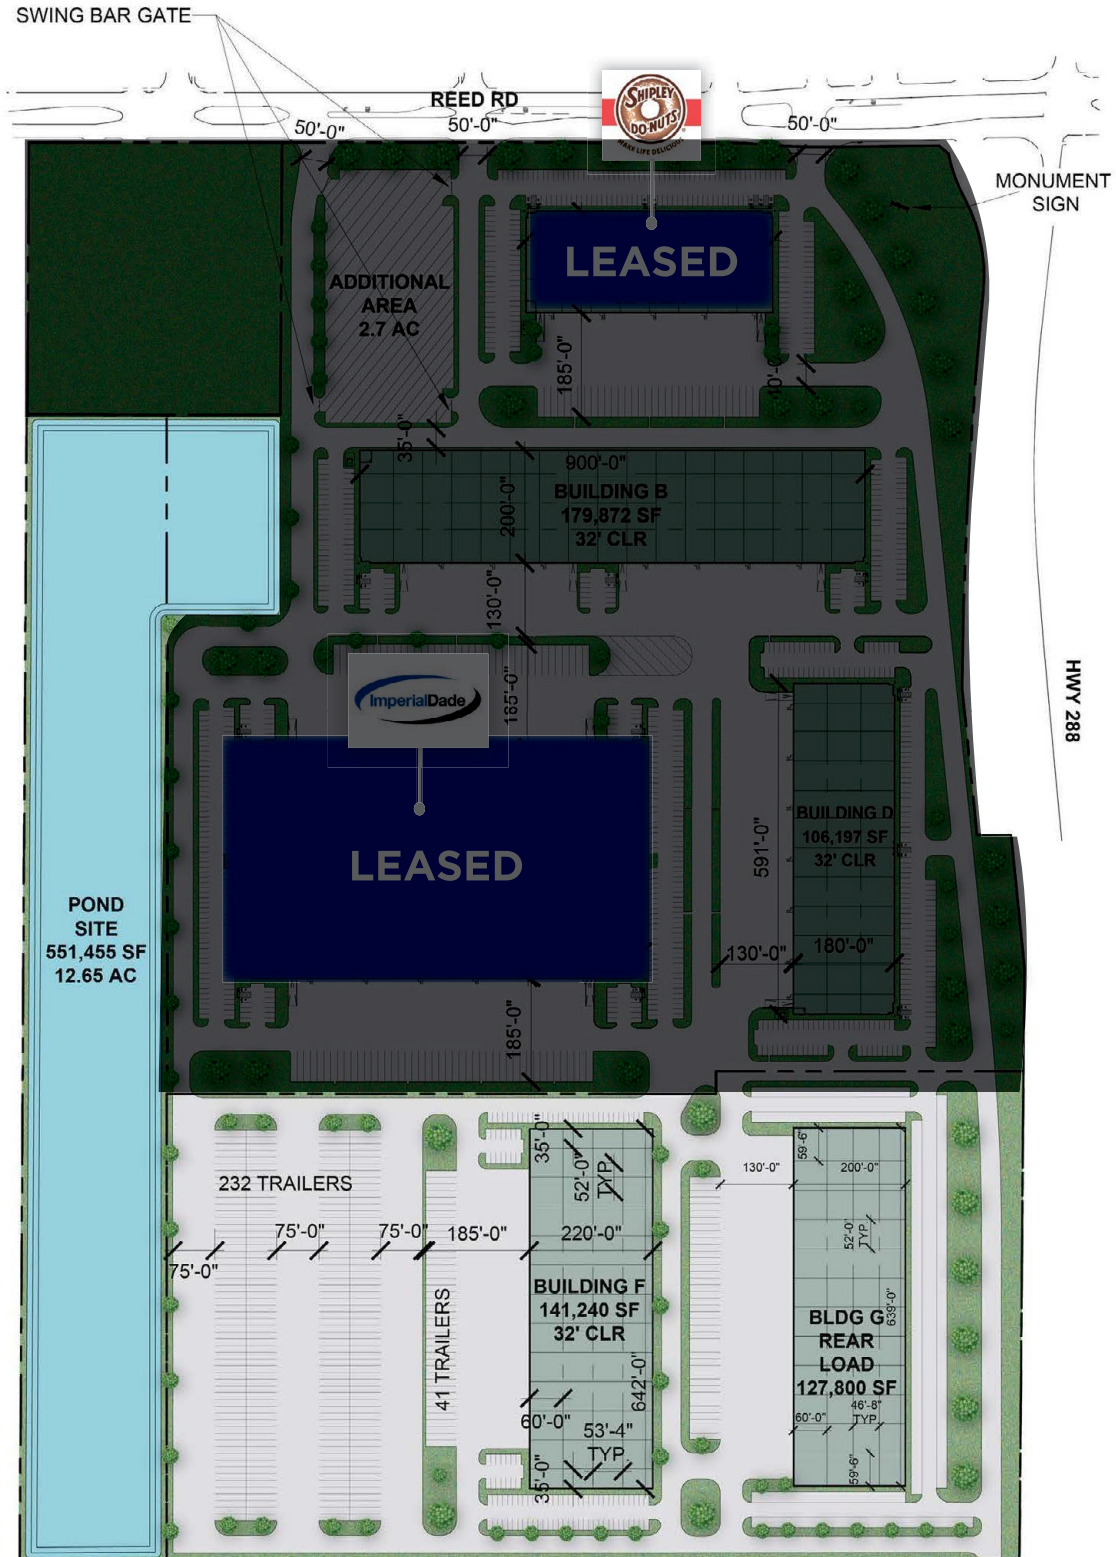 SWING BAR GATE
REED RD
50'-0"
50'-0"
50'-0"
SHIPLEY
DO-NUTS
MAKE LIFE DELICIOUS
MONUMENT
SIGN
LEASED
ADDITIONAL
AREA
2.7 AC
185'-0"
35'-0"
900'-0"
BUILDING B
179,872 SF
32' CLR
200'-0"
130'-0"
ImperialDade
185'-0"
HWY 288
LEASED
BUILDING D
106,197 SF
32' CLR
591'-0"
130'-0"
180'-0"
POND
SITE
551,455 SF
12.65 AC
185'-0"
232 TRAILERS
75'-0"
75'-0"
75'-0"
185'-0"
41 TRAILERS
35'-0"
52'-0"
TYP.
220'-0"
BUILDING F
141,240 SF
32' CLR
642'-0"
60'-0"
53'-4"
TYP.
35'-0"
59'-6"
130'-0"
200'-0"
52'-0"
TYP.
639'-0"
BLDG G
REAR
LOAD
127,800 SF
46'-8"
TYP.
60'-0"
59'-6"